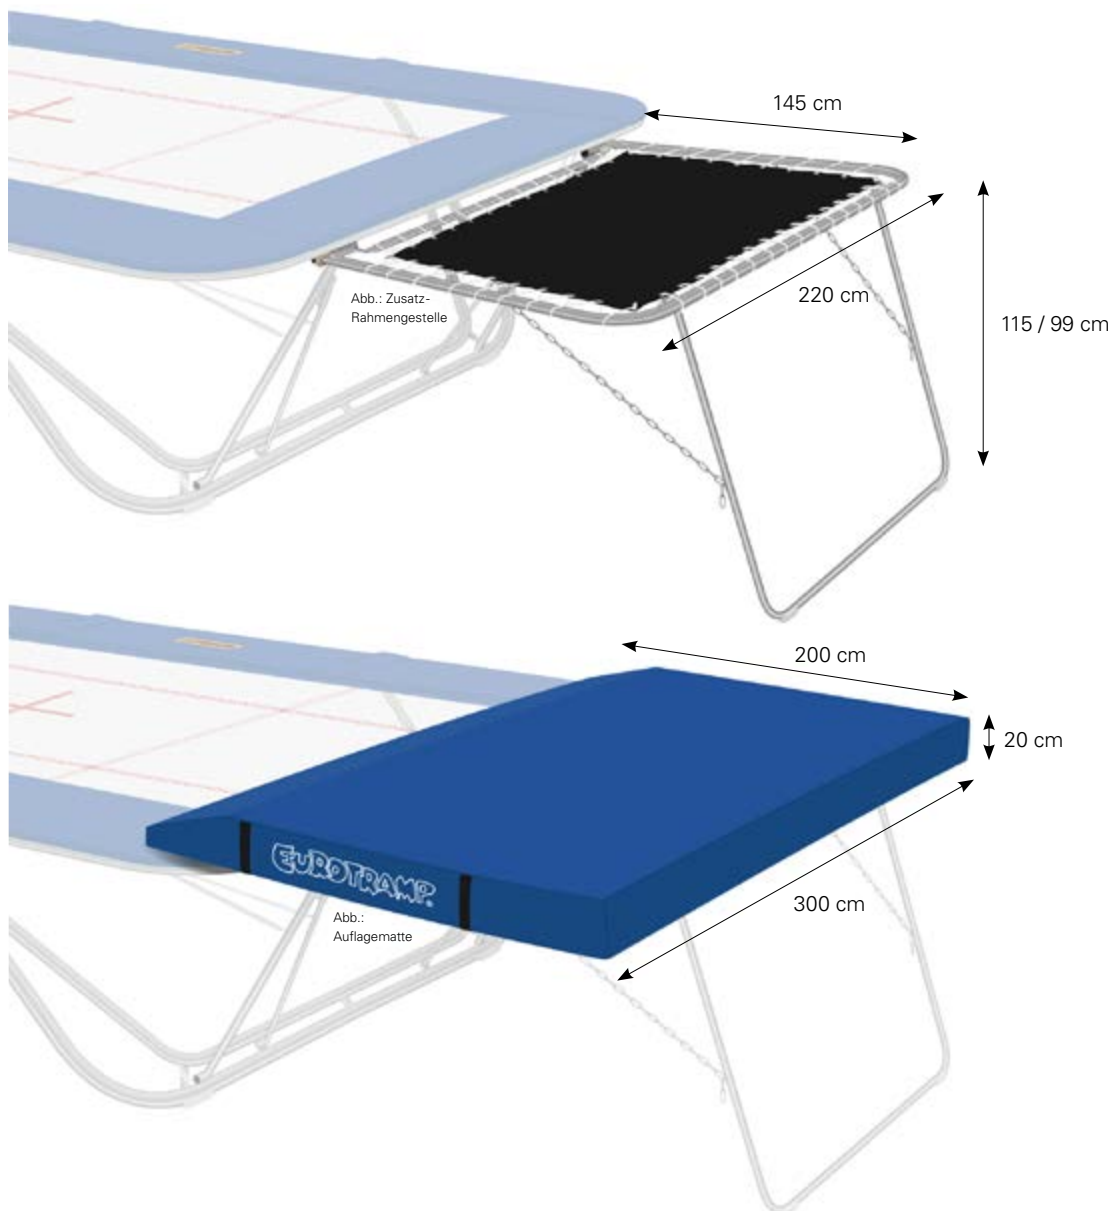 145 cm
220 cm
Abb.: Zusatz-
Rahmengestelle
115 / 99 cm
200 cm
20 cm
EUROTRAMP®
300 cm
Abb.:
Auflagematte